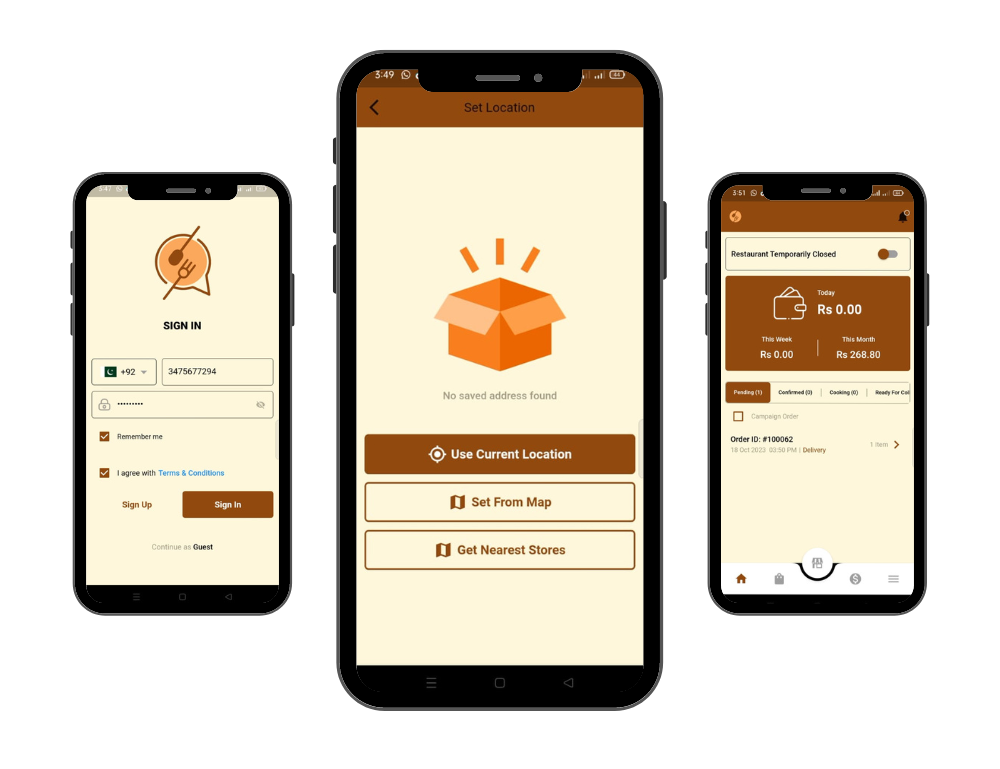 3:47
SIGN IN
+92
3475677294
•••••••••
Remember me
I agree with Terms & Conditions
Sign Up
Sign In
Continue as Guest
3:49
44
Set Location
No saved address found
Use Current Location
Set From Map
Get Nearest Stores
3:51
Restaurant Temporarily Closed
Today
Rs 0.00
This Week
This Month
Rs 0.00
Rs 268.80
Pending (1)
Confirmed (0)
Cooking (0)
Ready For Col
Campaign Order
Order ID: #100062
1 Item
18 Oct 2023 03:50 PM | Delivery